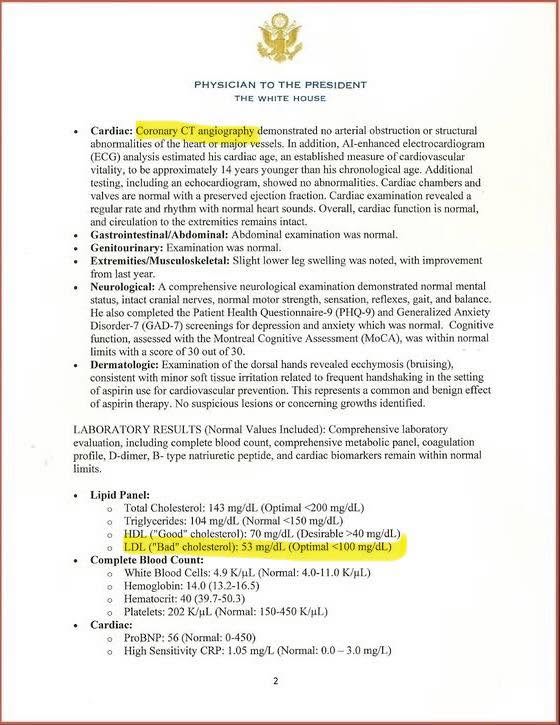 PHYSICIAN TO THE PRESIDENT
THE WHITE HOUSE
• Cardiac: Coronary CT angiography demonstrated no arterial obstruction or structural
abnormalities of the heart or major vessels. In addition, AI-enhanced electrocardiogram
(ECG) analysis estimated his cardiac age, an established measure of cardiovascular
vitality, to be approximately 14 years younger than his chronological age. Additional
testing, including an echocardiogram, showed no abnormalities. Cardiac chambers and
valves are normal with a preserved ejection fraction. Cardiac examination revealed a
regular rate and rhythm with normal heart sounds. Overall, cardiac function is normal,
and circulation to the extremities remains intact.
• Gastrointestinal/Abdominal: Abdominal examination was normal.
• Genitourinary: Examination was normal.
• Extremities/Musculoskeletal: Slight lower leg swelling was noted, with improvement
from last year.
• Neurological: A comprehensive neurological examination demonstrated normal mental
status, intact cranial nerves, normal motor strength, sensation, reflexes, gait, and balance.
He also completed the Patient Health Questionnaire-9 (PHQ-9) and Generalized Anxiety
Disorder-7 (GAD-7) screenings for depression and anxiety which was normal. Cognitive
function, assessed with the Montreal Cognitive Assessment (MoCA), was within normal
limits with a score of 30 out of 30.
• Dermatologic: Examination of the dorsal hands revealed ecchymosis (bruising),
consistent with minor soft tissue irritation related to frequent handshaking in the setting
of aspirin use for cardiovascular prevention. This represents a common and benign effect
of aspirin therapy. No suspicious lesions or concerning growths identified.
LABORATORY RESULTS (Normal Values Included): Comprehensive laboratory
evaluation, including complete blood count, comprehensive metabolic panel, coagulation
profile, D-dimer, B- type natriuretic peptide, and cardiac biomarkers remain within normal
limits.
• Lipid Panel:
o Total Cholesterol: 143 mg/dL (Optimal <200 mg/dL)
o Triglycerides: 104 mg/dL (Normal <150 mg/dL)
o HDL ("Good" cholesterol): 70 mg/dL (Desirable >40 mg/dL)
o LDL ("Bad" cholesterol): 53 mg/dL (Optimal <100 mg/dL)
• Complete Blood Count:
o White Blood Cells: 4.9 K/µL (Normal: 4.0-11.0 K/µL)
o Hemoglobin: 14.0 (13.2-16.5)
o Hematocrit: 40 (39.7-50.3)
o Platelets: 202 K/µL (Normal: 150-450 K/µL)
• Cardiac:
o ProBNP: 56 (Normal: 0-450)
o High Sensitivity CRP: 1.05 mg/L (Normal: 0.0 – 3.0 mg/L)
2